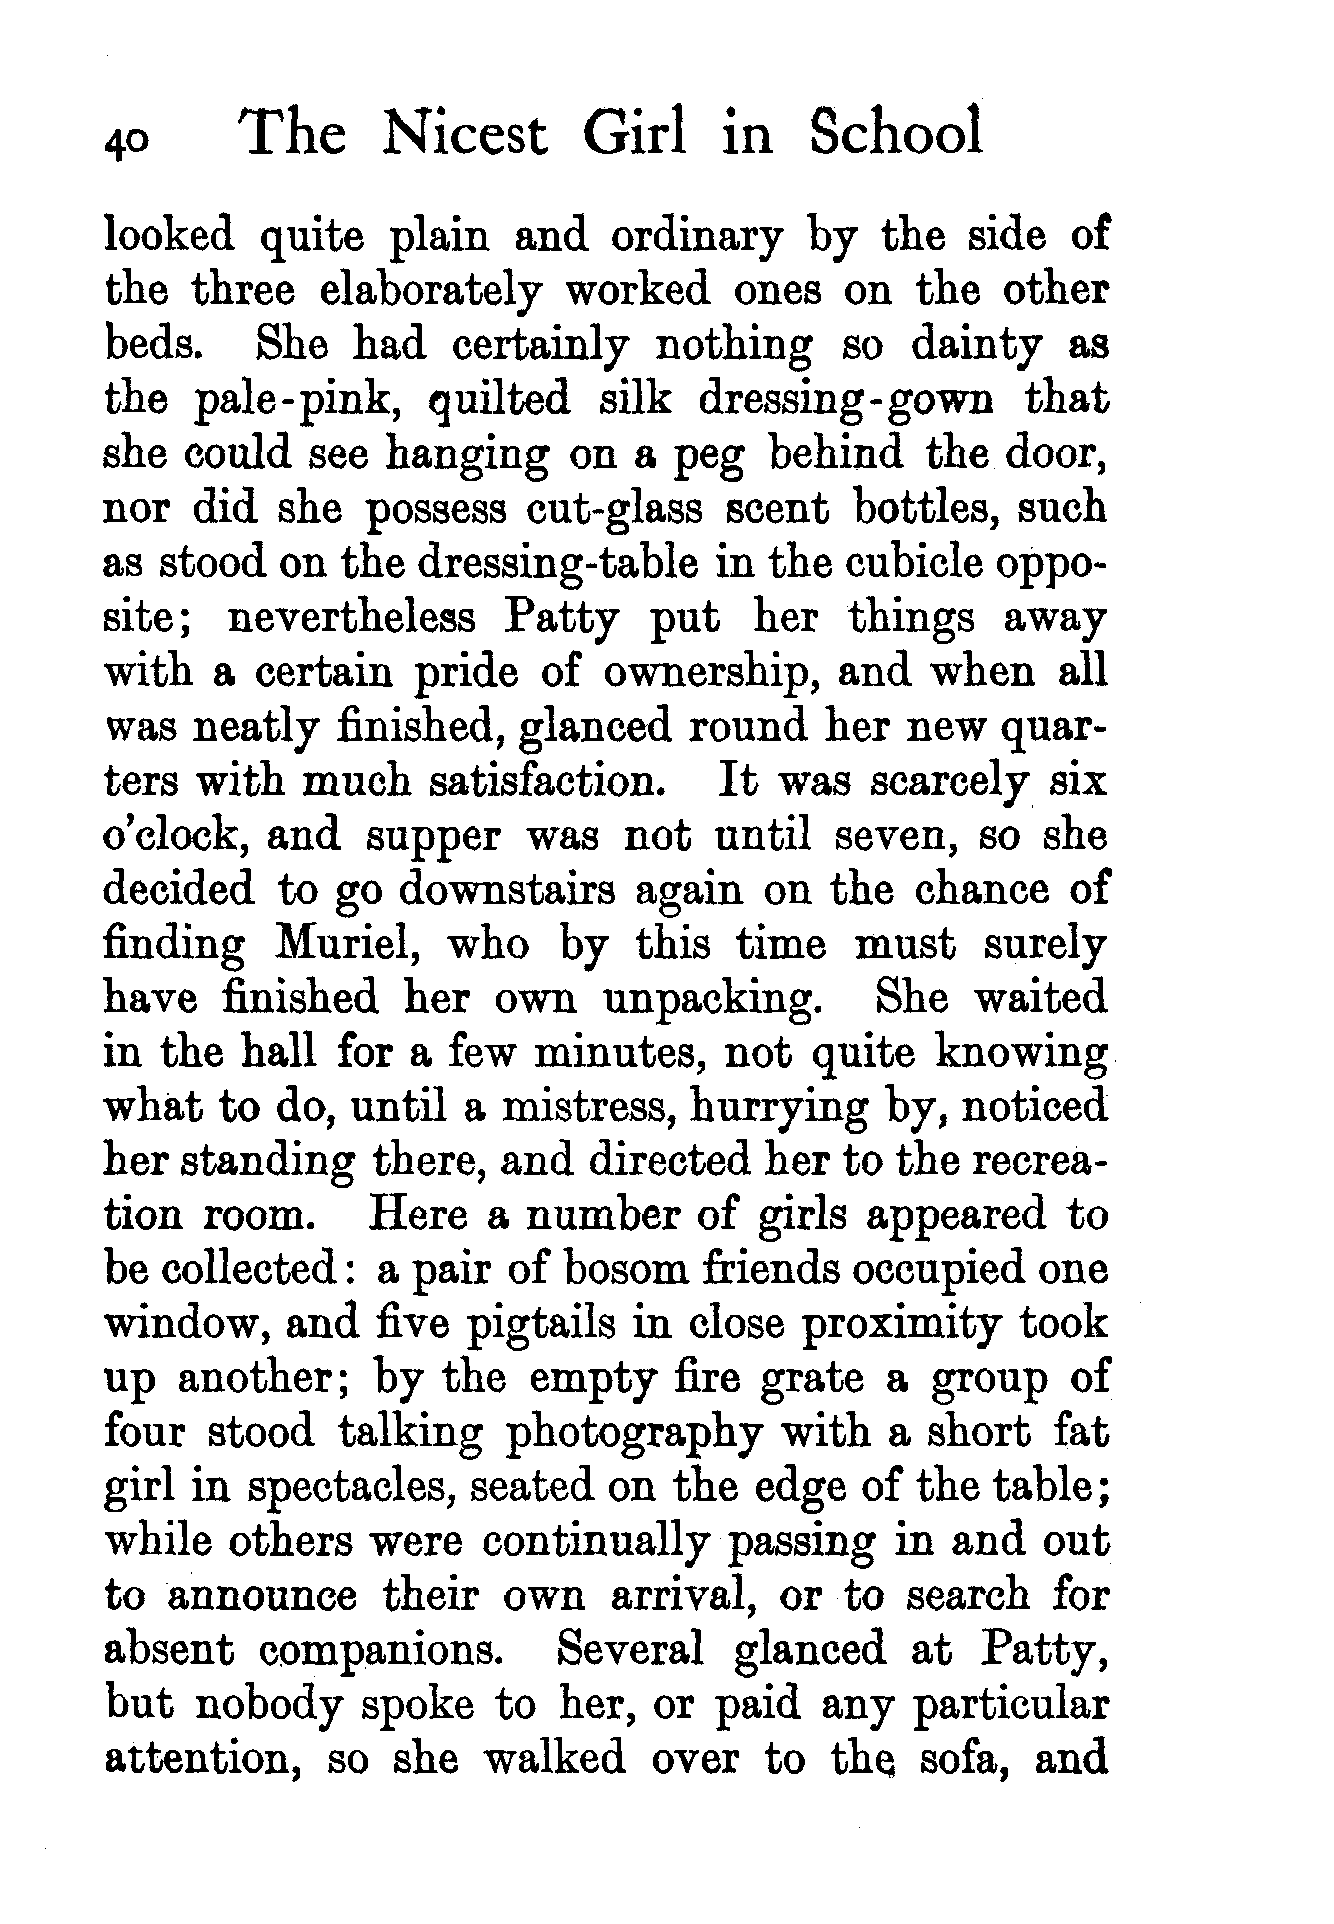 40 The Nicest Girl in School
looked quite plain and ordinary by the side of
the three elaborately worked ones on the other
beds. She had certainly nothing so dainty as
the pale-pink, quilted silk dressing-gown that
she could see hanging on a peg behind the door,
nor did she possess cut-glass scent bottles, such
as stood on the dressing-table in the cubicle oppo-
site; nevertheless Patty put her things away
with a certain pride of ownership, and when all
was neatly finished, glanced round her new quar-
ters with much satisfaction. It was scarcely six
o'clock, and supper was not until seven, so she
decided to go downstairs again on the chance of
finding Muriel, who by this time must surely
have finished her own unpacking. She waited
in the hall for a few minutes, not quite knowing
what to do, until a mistress, hurrying by, noticed
her standing there, and directed her to the recrea-
tion room. Here a number of girls appeared to
be collected: a pair of bosom friends occupied one
window, and five pigtails in close proximity took
up another; by the empty fire grate a group of
four stood talking photography with a short fat
girl in spectacles, seated on the edge of the table;
while others were continually passing in and out
to announce their own arrival, or to search for
absent companions. Several glanced at Patty,
but nobody spoke to her, or paid any particular
attention, so she walked over to the sofa, and